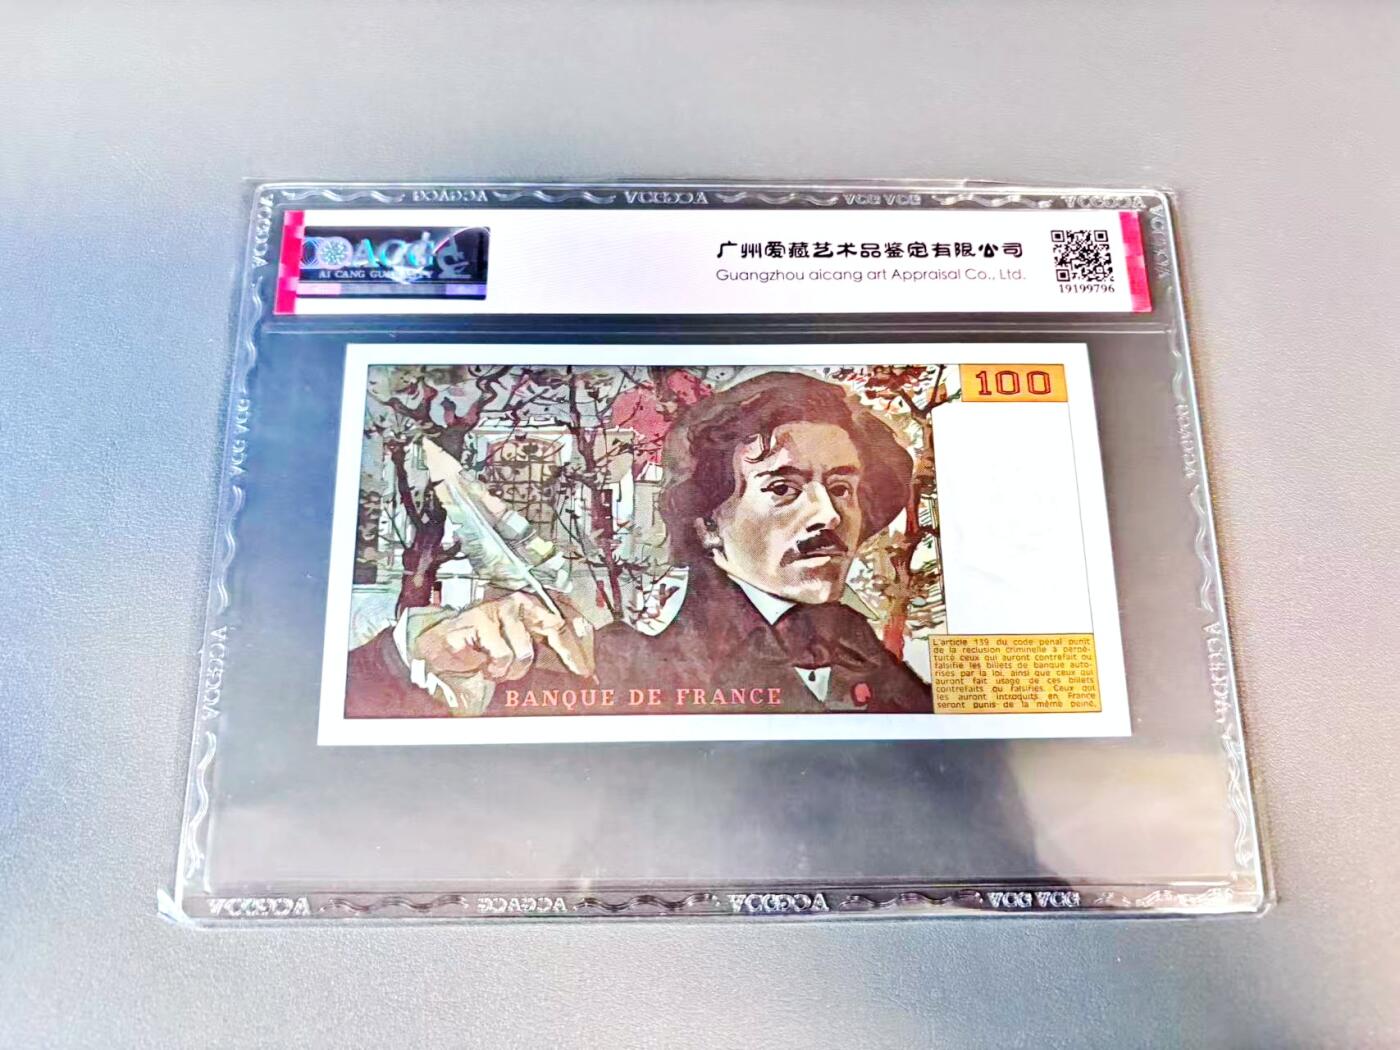 ACCG
广州爱藏艺术品鉴定有限公司
Guangzhou aicang art Appraisal Co., Ltd.
19199796
100
L'article 139 du code pénal punit
de la réclusion criminelle à perpé-
tuité ceux qui auront contrefait ou
falsifié les billets de banque auto-
risés par la loi, ainsi que ceux qui
auront fait usage de ces billets
contrefaits ou falsifiés. Ceux qui
les auront introduits en France
seront punis de la même peine.
BANQUE DE FRANCE